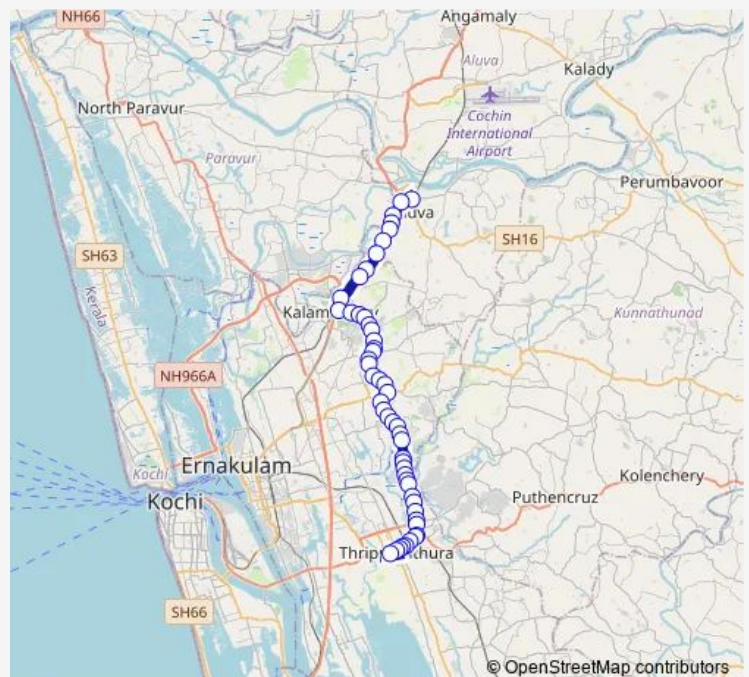 NH66
Angamaly
Aluva
Kalady
North Paravur
Cochin
International
Airport
Paravur
Perumbavoor
SH16
SH63
Kerala
Kunnathunad
NH966A
Ernakulam
Kochi
Kochi
Kolenchery
Puthencruz
SH66
© OpenStreetMap contributors